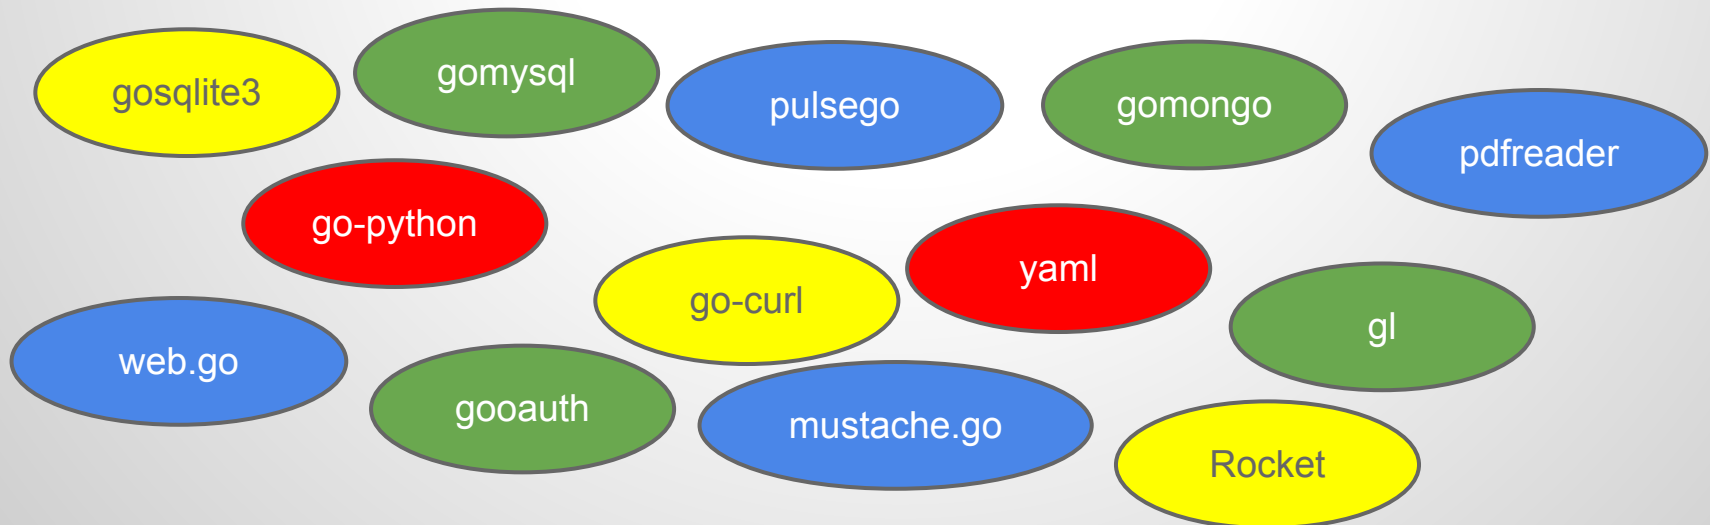 gosqlite3
gomysql
pulsego
gomongo
pdfreader
go-python
go-curl
yaml
gl
web.go
gooauth
mustache.go
Rocket